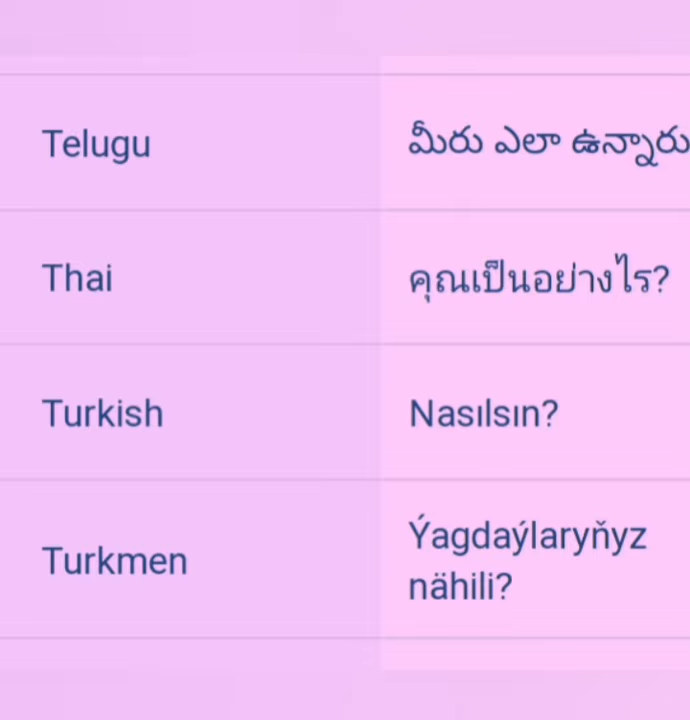 Telugu
మీరు ఎలా ఉన్నారు
Thai
คุณเป็นอย่างไร?
Turkish
Nasılsın?
Turkmen
Ýagdaýlaryňyz
nähili?